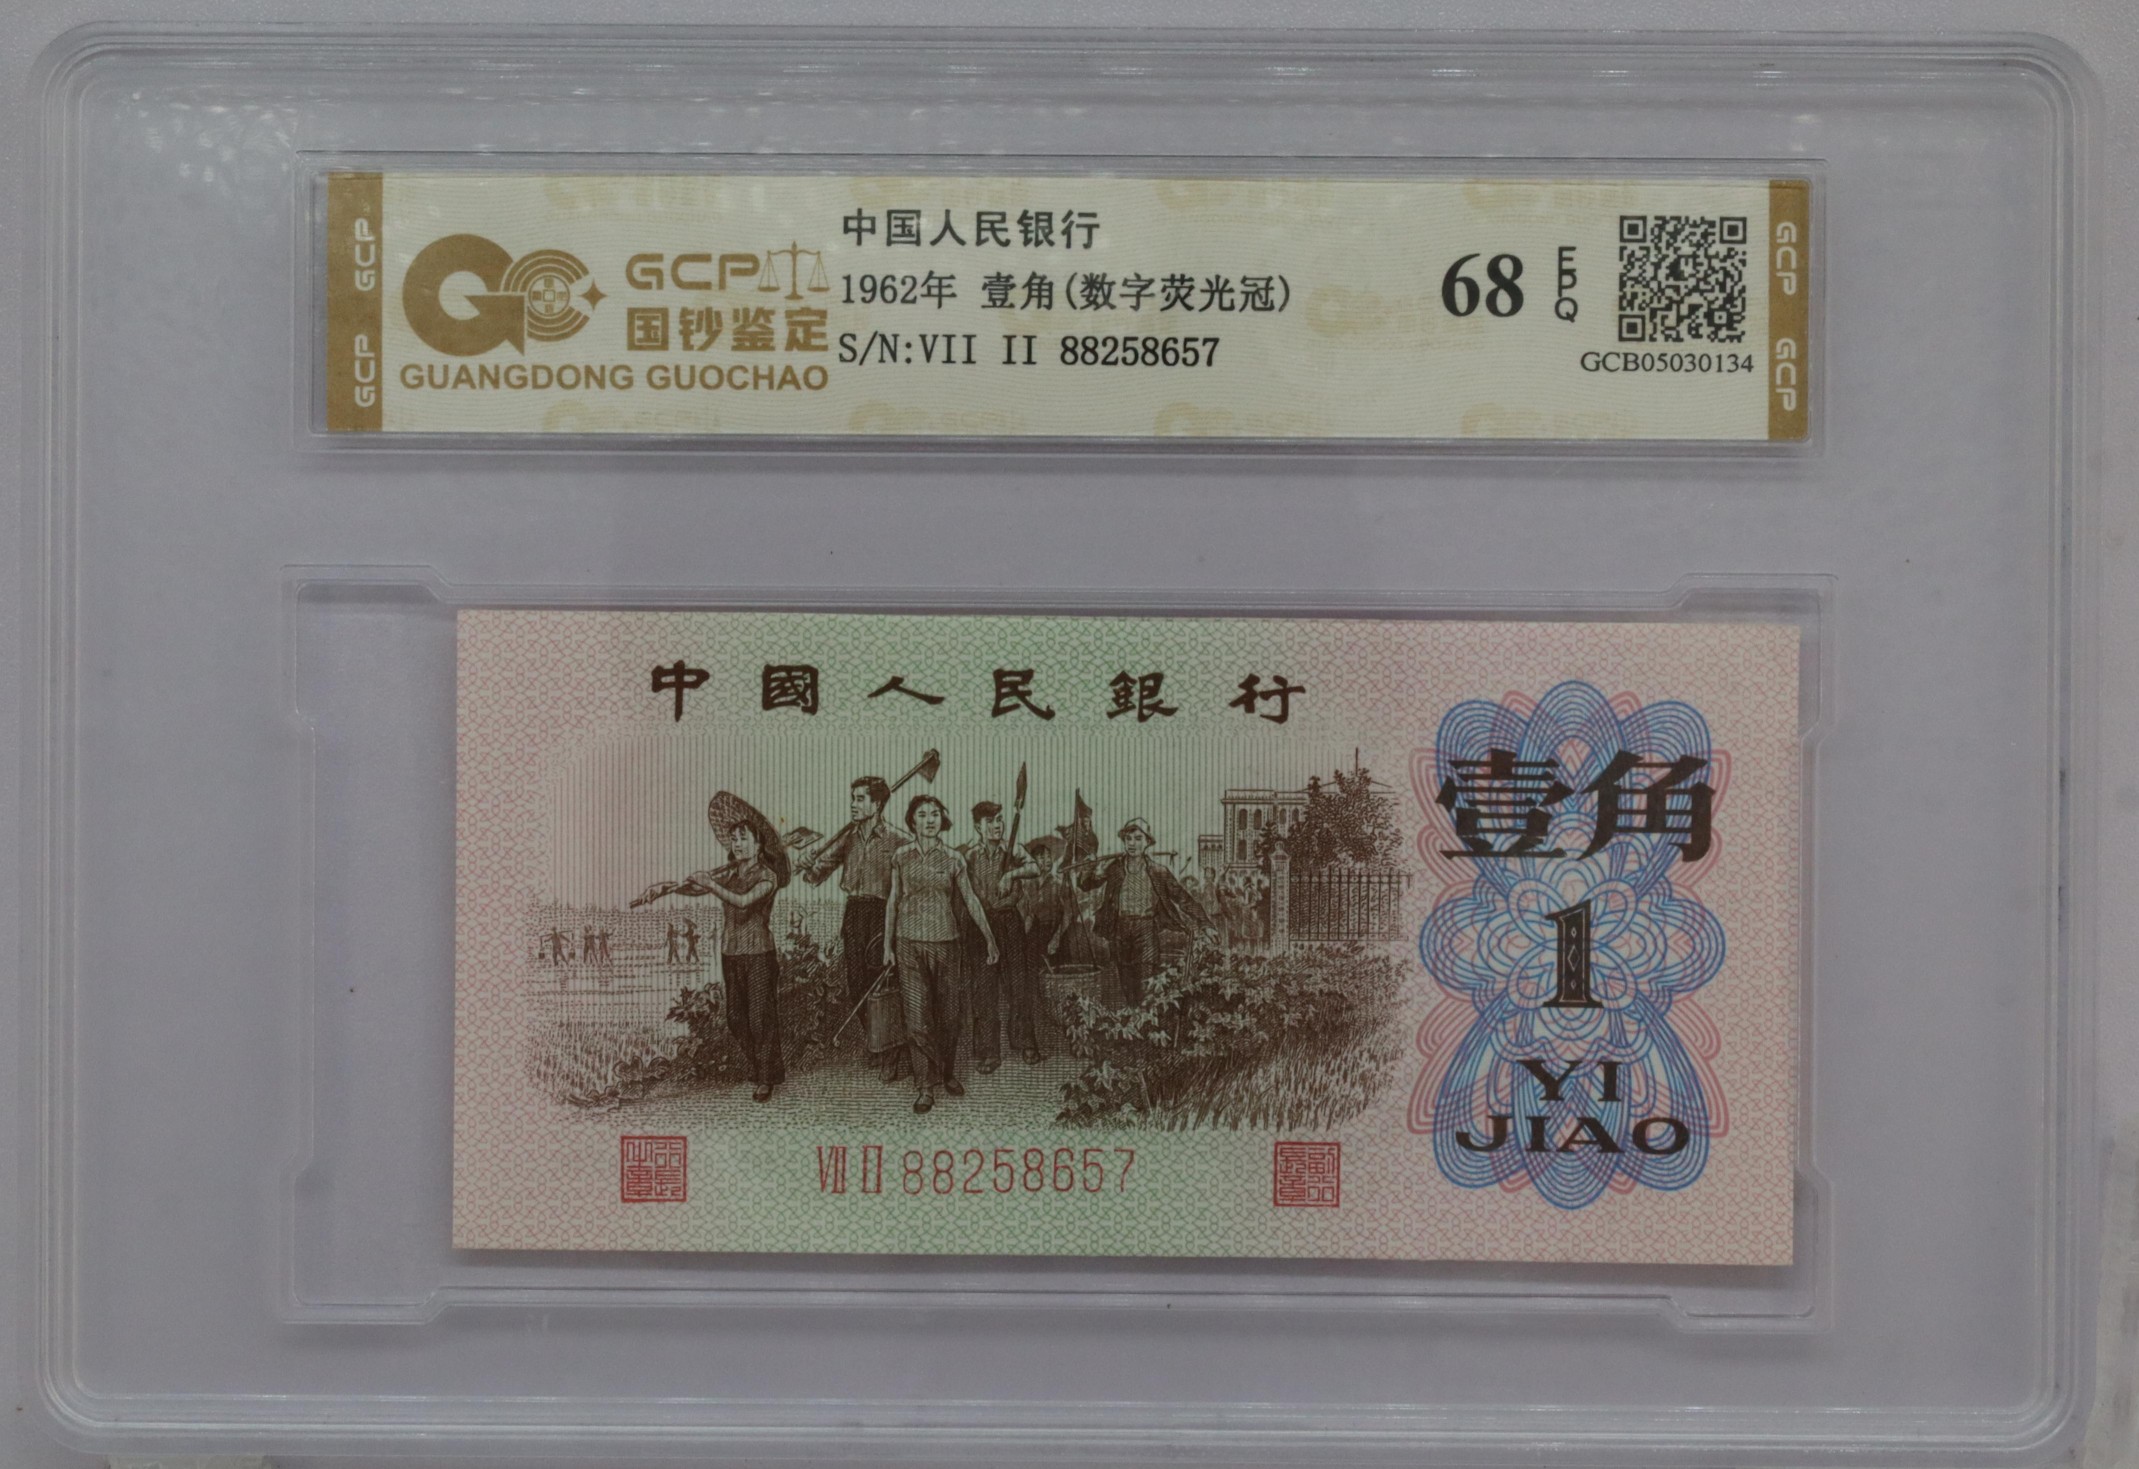 GCP
GCP
GCP
国钞鉴定
GUANGDONG GUOCHAO
中国人民银行
1962年 壹角(数字荧光冠)
S/N:VII II 88258657
68
EPQ
GCB05030134
GCP
GCP
中國人民銀行
壹角
1
YI
JIAO
VII II 88258657